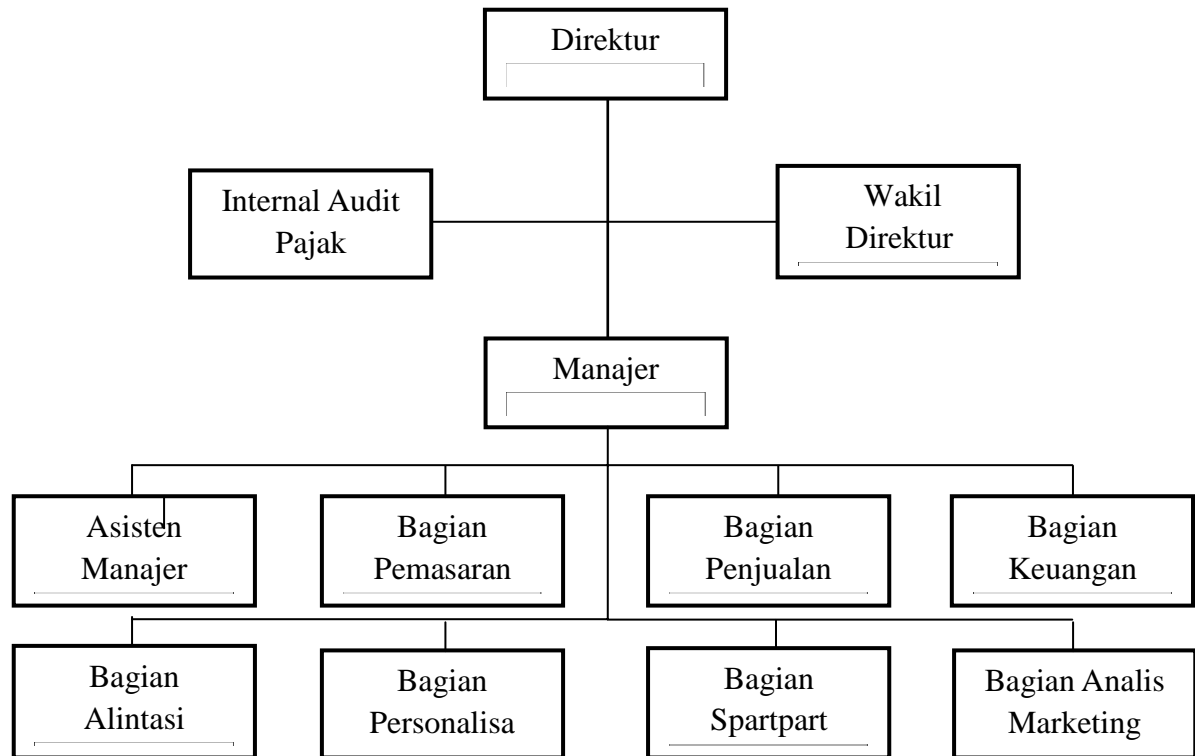 Direktur
Internal Audit
Pajak
Wakil
Direktur
Manajer
Asisten
Manajer
Bagian
Pemasaran
Bagian
Penjualan
Bagian
Keuangan
Bagian
Alintasi
Bagian
Personalisa
Bagian
Spartpart
Bagian Analis
Marketing